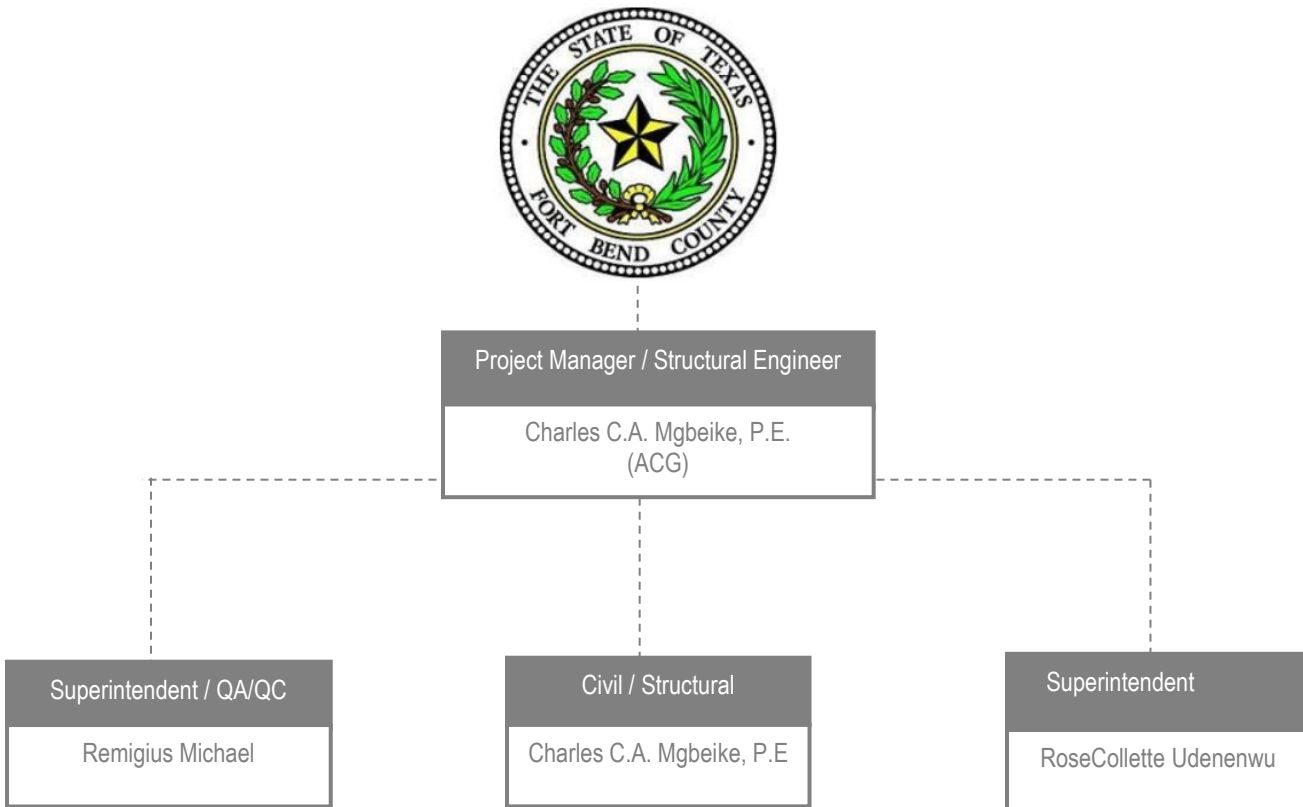 THE STATE OF TEXAS
FORT BEND COUNTY
Project Manager / Structural Engineer
Charles C.A. Mgbeike, P.E.
(ACG)
Superintendent / QA/QC
Remigius Michael
Civil / Structural
Charles C.A. Mgbeike, P.E
Superintendent
RoseCollette Udenenwu